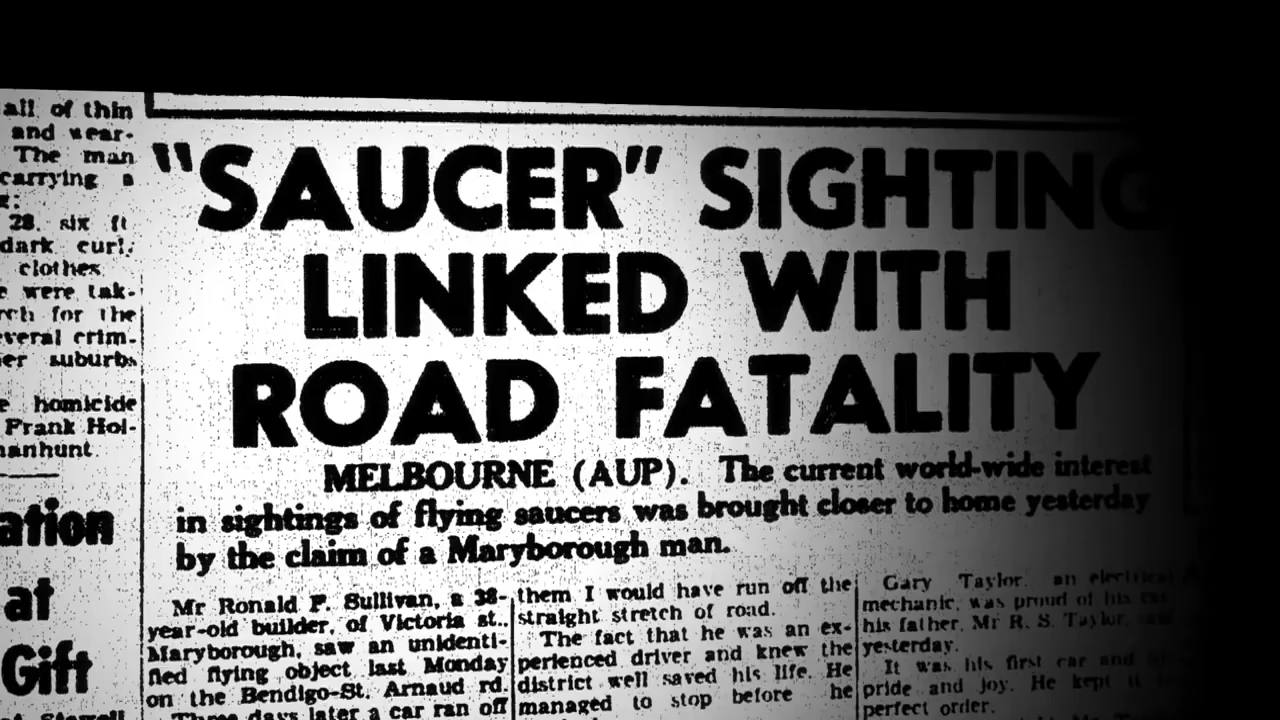 all of thin
and wear-
The man
carrying a
28. six ft
dark curl.
clothes
were tak-
for the
crim-
suburbs
homicide
Frank Hol-
manhunt
ation
at
Gift
"SAUCER" SIGHTING
LINKED WITH
ROAD FATALITY
MELBOURNE (AUP). The current world-wide interest
in sightings of flying saucers was brought closer to home yesterday
by the claim of a Maryborough man.
Mr Ronald F. Sullivan, a 38-
year-old builder, of Victoria st.,
Maryborough, saw an unidenti-
fied flying object last Monday
on the Bendigo-St. Arnaud rd.
Three days later a car ran off
them I would have run off the
straight stretch of road.
The fact that he was an ex-
perienced driver and knew the
district well saved his life. He
managed to stop before he
Gary Taylor, an electrical
mechanic, was proud of his car
his father, Mr R. S. Taylor, said
yesterday.
It was his first car and his
pride and joy. He kept it in
perfect order.